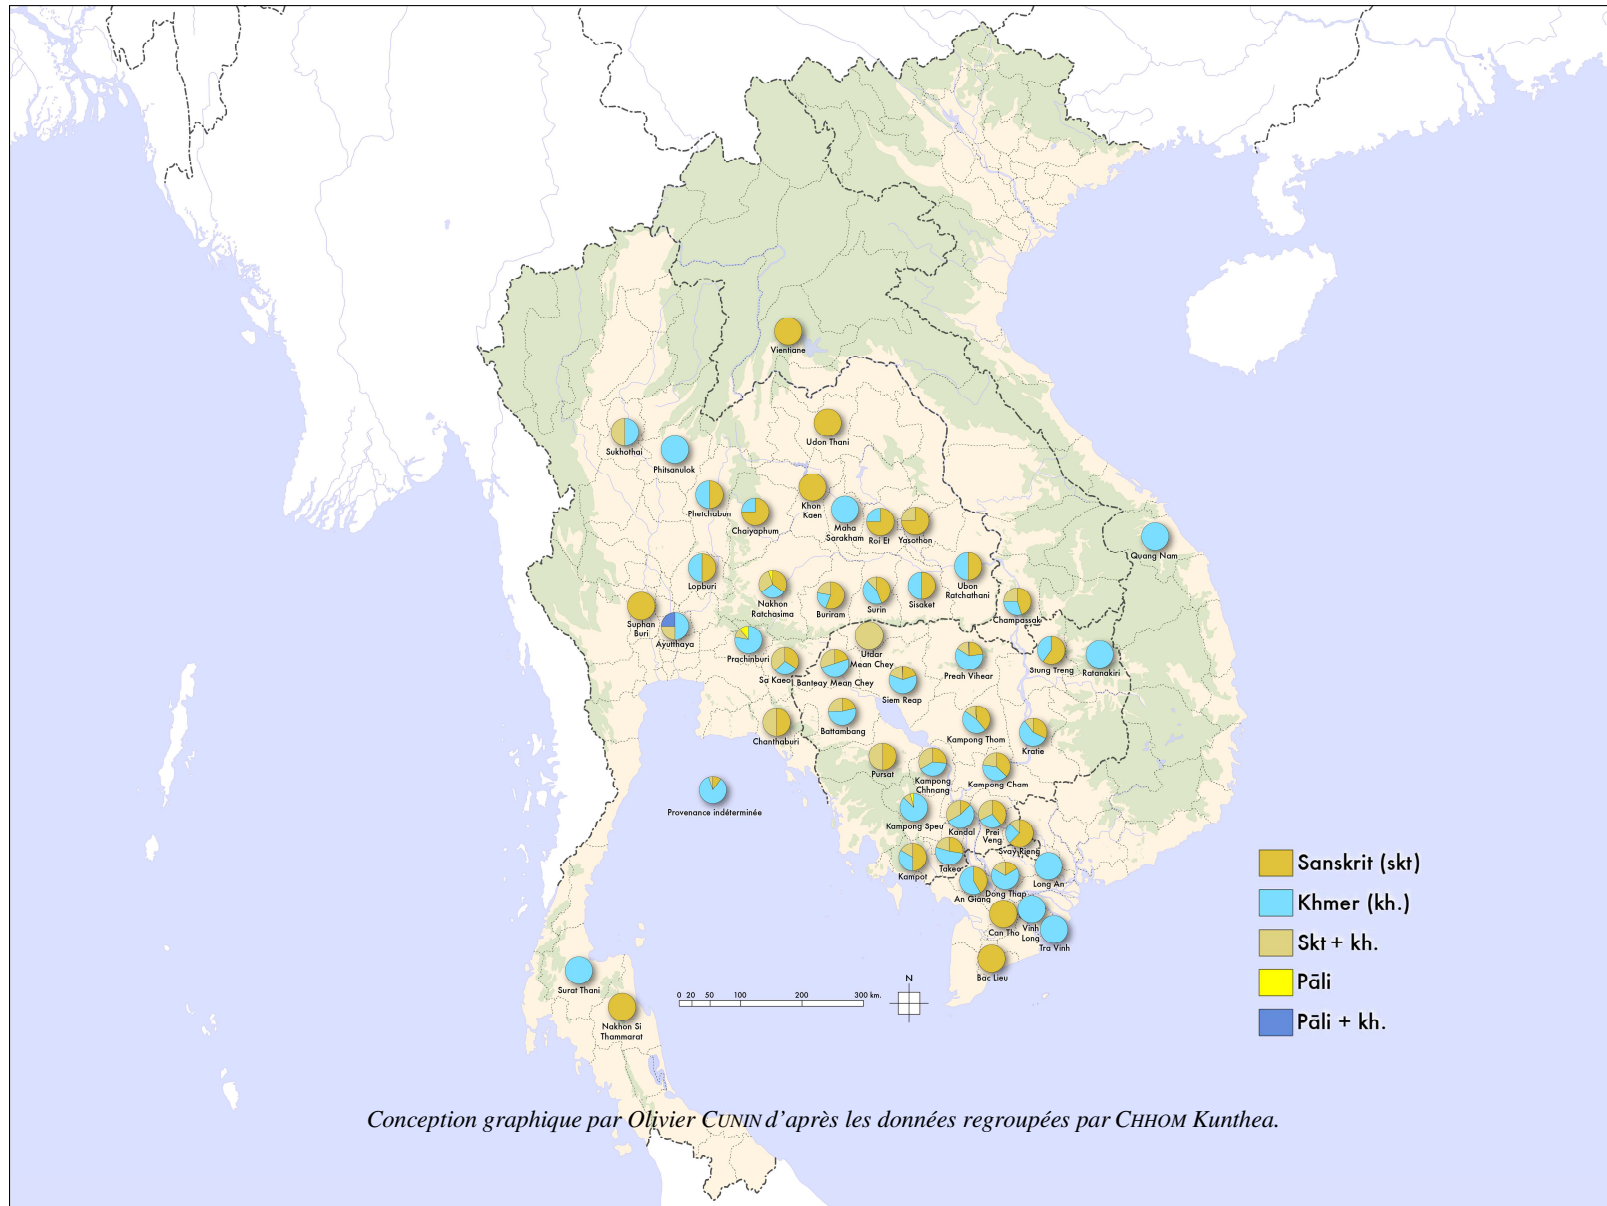 Vientiane
Udon Thani
Sukhothai
Phitsanulok
Phetchabun
Chaiyaphum
Khon
Kaen
Maha
Sarakham
Roi Et
Yasothon
Quang Nam
Lopburi
Nakhon
Ratchasima
Buriram
Surin
Sisaket
Ubon
Ratchathani
Champassak
Suphan
Buri
Ayutthaya
Prachinburi
Sa Kaeo
Banteay Mean Chey
Utdar
Mean Chey
Siem Reap
Preah Vihear
Stung Treng
Ratanakiri
Chanthaburi
Battambang
Kampong Thom
Kratie
Pursat
Kampong
Chhnang
Kampong Cham
Provenance indéterminée
Kampong Speu
Kandal
Prei
Veng
Svay Rieng
Kampot
Takeo
An Giang
Dong Thap
Long An
Can Tho
Vinh
Long
Tra Vinh
Bac Lieu
Surat Thani
Nakhon Si
Thammarat
Sanskrit (skt)
Khmer (kh.)
Skt + kh.
Pāli
Pāli + kh.
0 20 50 100 200 300 km.
N
Conception graphique par Olivier CUNIN d'après les données regroupées par CHHOM Kunthea.